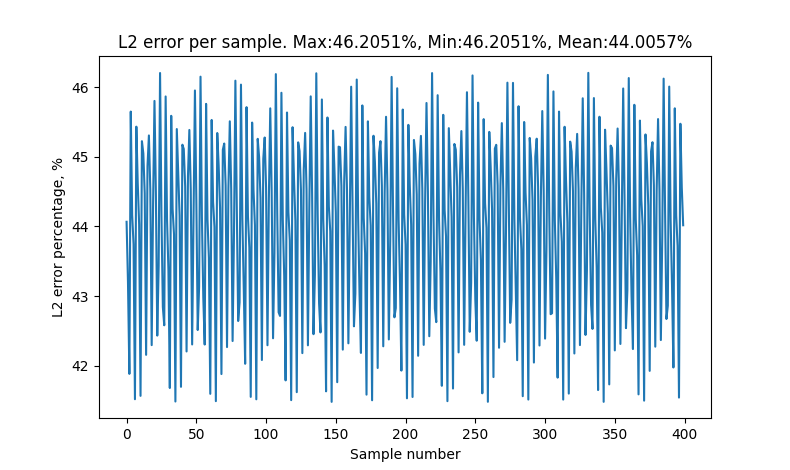 L2 error per sample. Max:46.2051%, Min:46.2051%, Mean:44.0057%
46
45
44
43
42
L2 error percentage, %
0 50 100 150 200 250 300 350 400
Sample number